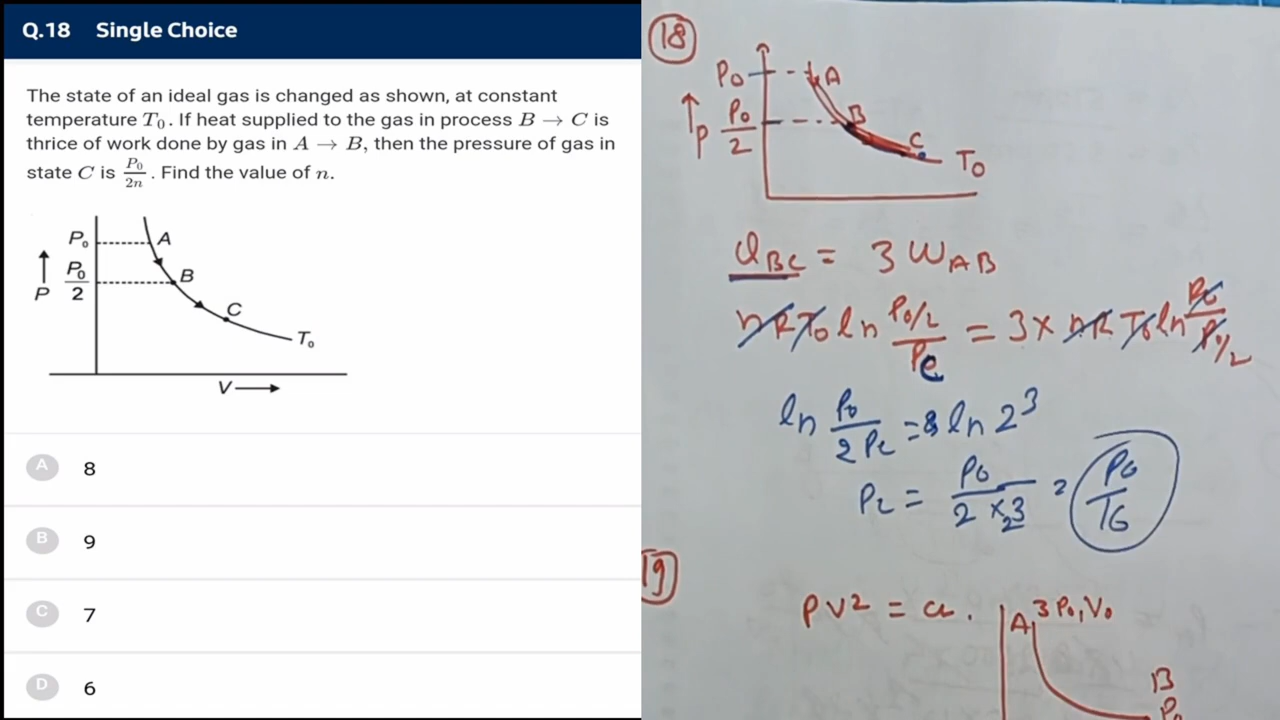 Q.18 Single Choice
The state of an ideal gas is changed as shown, at constant
temperature T₀. If heat supplied to the gas in process B → C is
thrice of work done by gas in A → B, then the pressure of gas in
state C is P₀/2n. Find the value of n.
P₀
A
P₀/2
B
P
C
T₀
V
A 8
B 9
C 7
D 6
18
P₀
A
P₀/2
B
P
C
T₀
Q_BC = 3 W_AB
nRT₀ ln (P₀/2)/P_C = 3 × nRT₀ ln P₀/(P₀/2)
ln P₀/2P_C = 3 ln 2³
P_C = P₀/(2 × 2³) = P₀/16
19
PV² = c.
A 3P₀, V₀
B
P₀